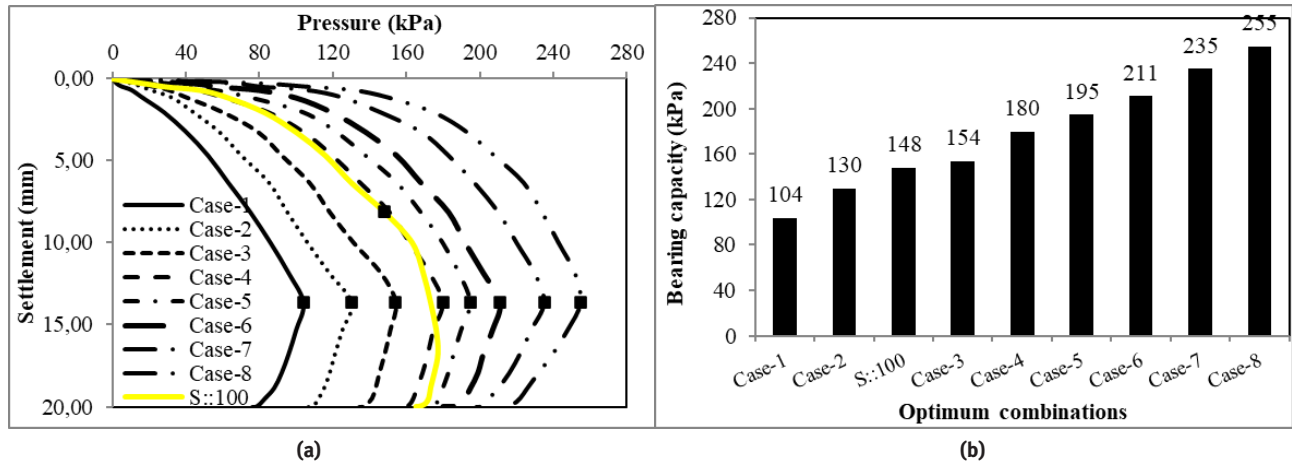 Pressure (kPa)
0 40 80 120 160 200 240 280
Settlement (mm)
0,00
5,00
10,00
15,00
20,00
Case-1
Case-2
Case-3
Case-4
Case-5
Case-6
Case-7
Case-8
S::100
(a)
Bearing capacity (kPa)
280
240
200
160
120
80
40
0
104 130 148 154 180 195 211 235 255
Case-1 Case-2 S::100 Case-3 Case-4 Case-5 Case-6 Case-7 Case-8
Optimum combinations
(b)